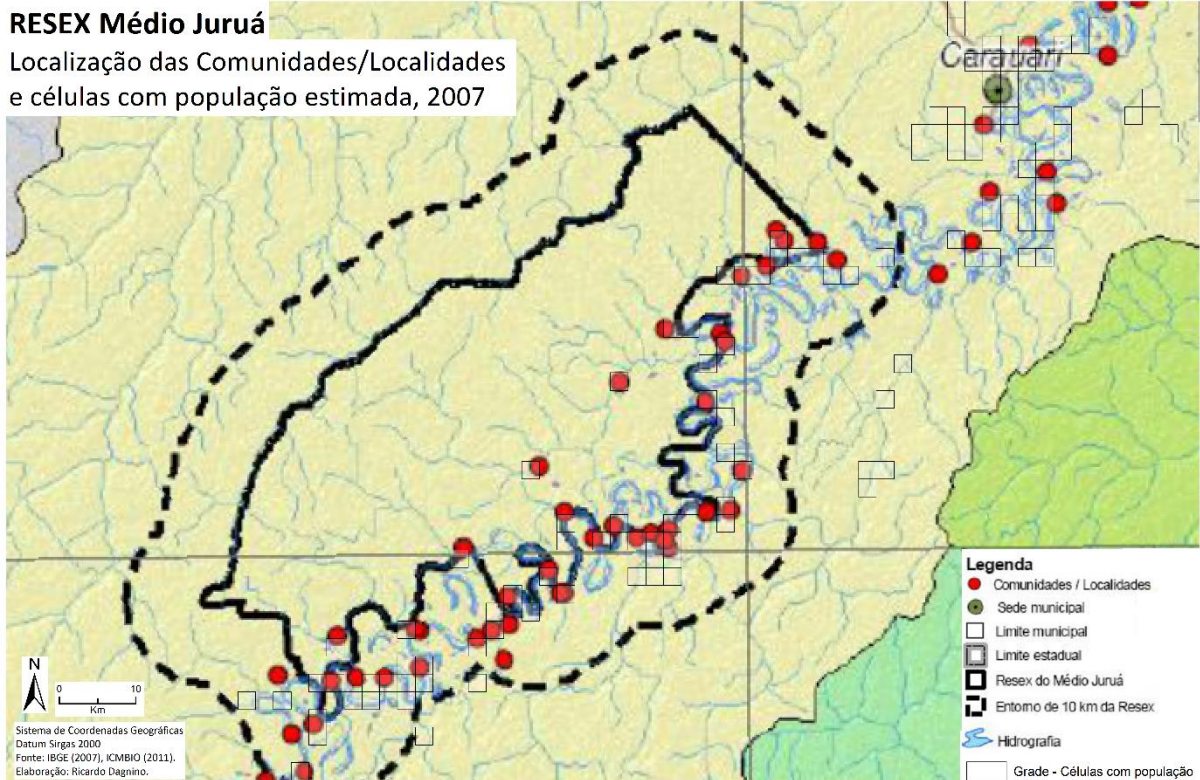 RESEX Médio Juruá
Localização das Comunidades/Localidades
e células com população estimada, 2007
Carauari
Legenda
Comunidades / Localidades
Sede municipal
Limite municipal
Limite estadual
Resex do Médio Juruá
Entorno de 10 km da Resex
Hidrografia
Grade - Células com população
N
0 10
Km
Sistema de Coordenadas Geográficas
Datum Sirgas 2000
Fonte: IBGE (2007), ICMBIO (2011).
Elaboração: Ricardo Dagnino.